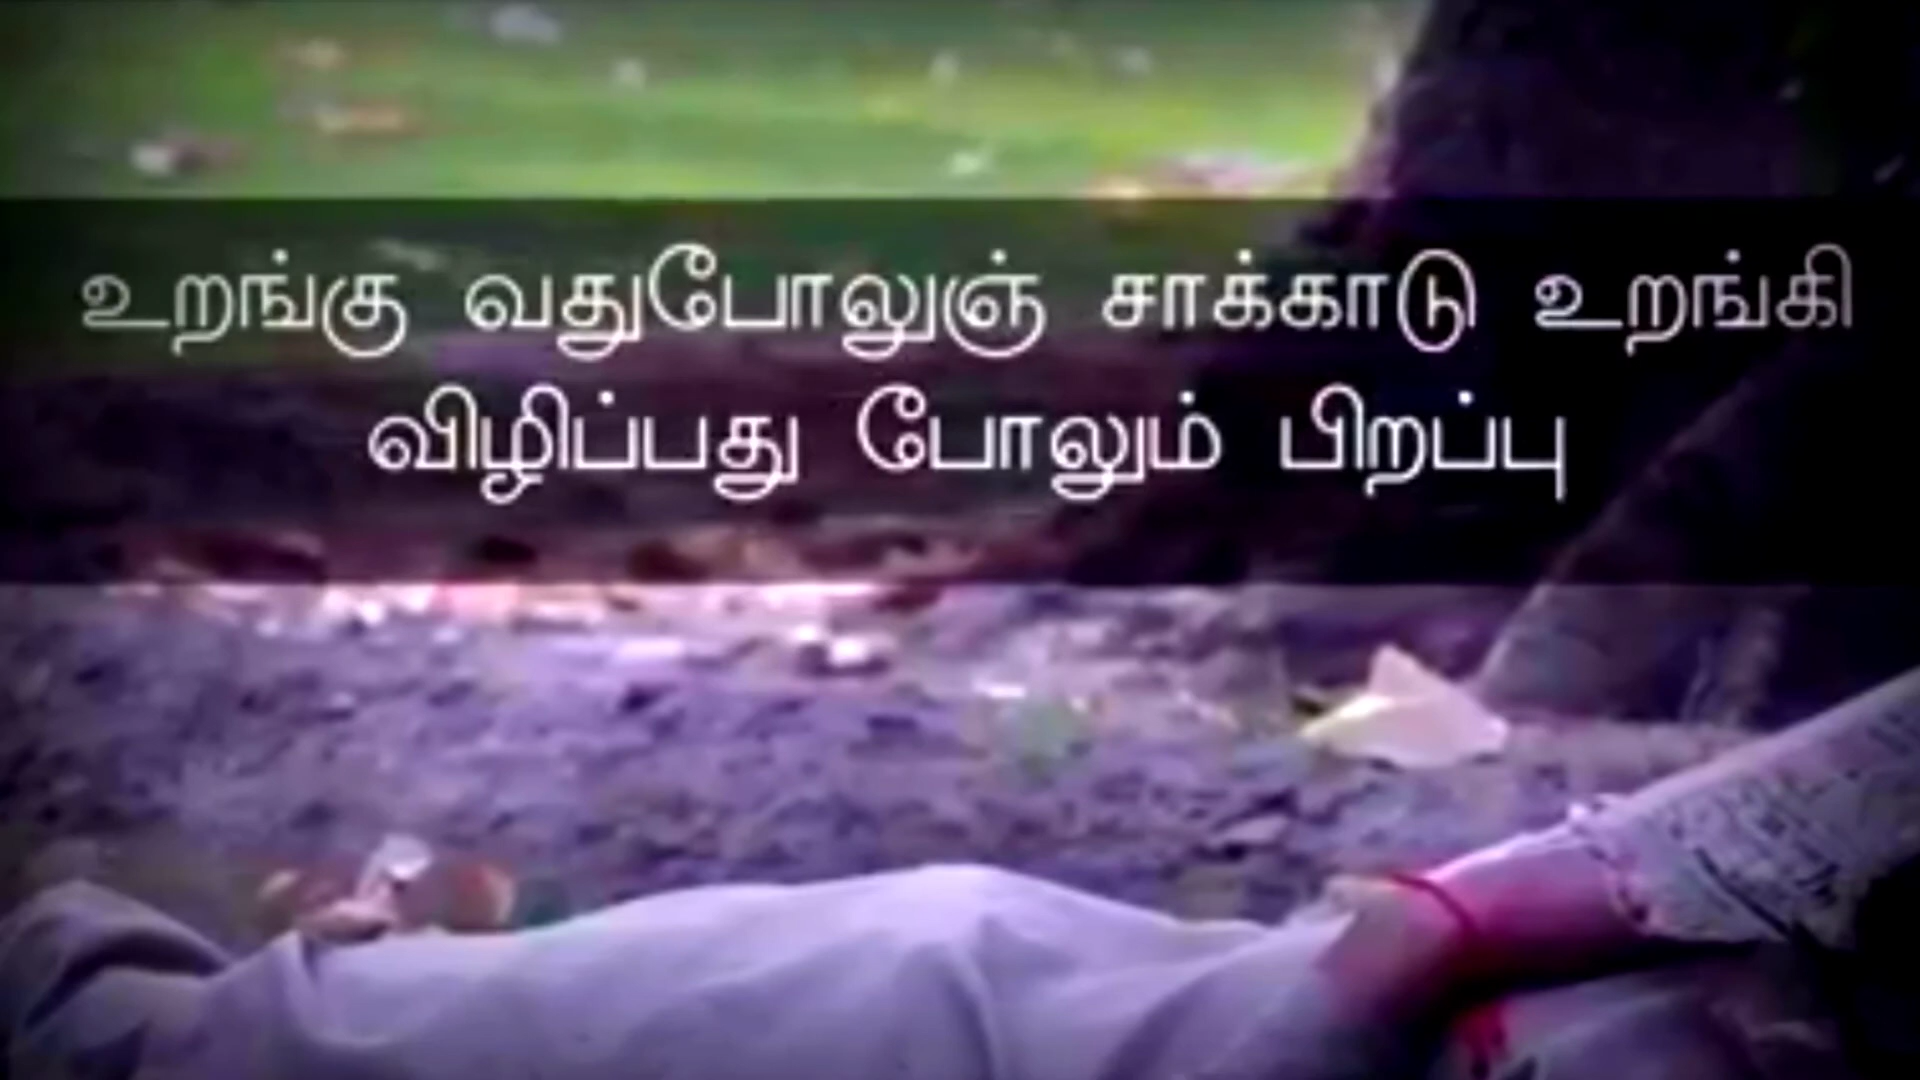 உறங்கு வதுபோலுஞ் சாக்காடு உறங்கி
விழிப்பது போலும் பிறப்பு